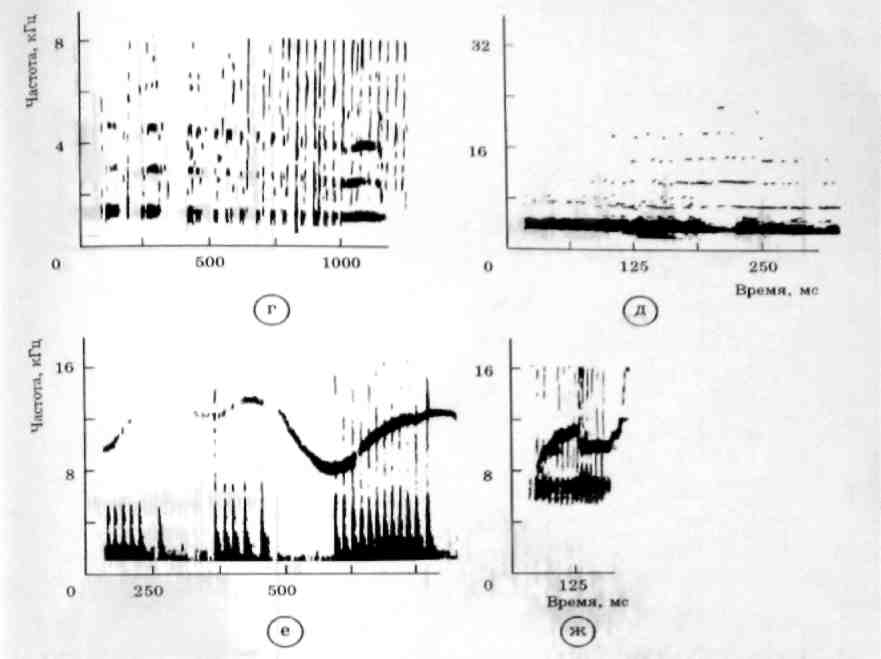 Частота, кГц
8
4
0
500
1000
г
32
16
0
125
250
Время, мс
д
Частота, кГц
16
8
0
250
500
е
16
8
0
125
Время, мс
ж